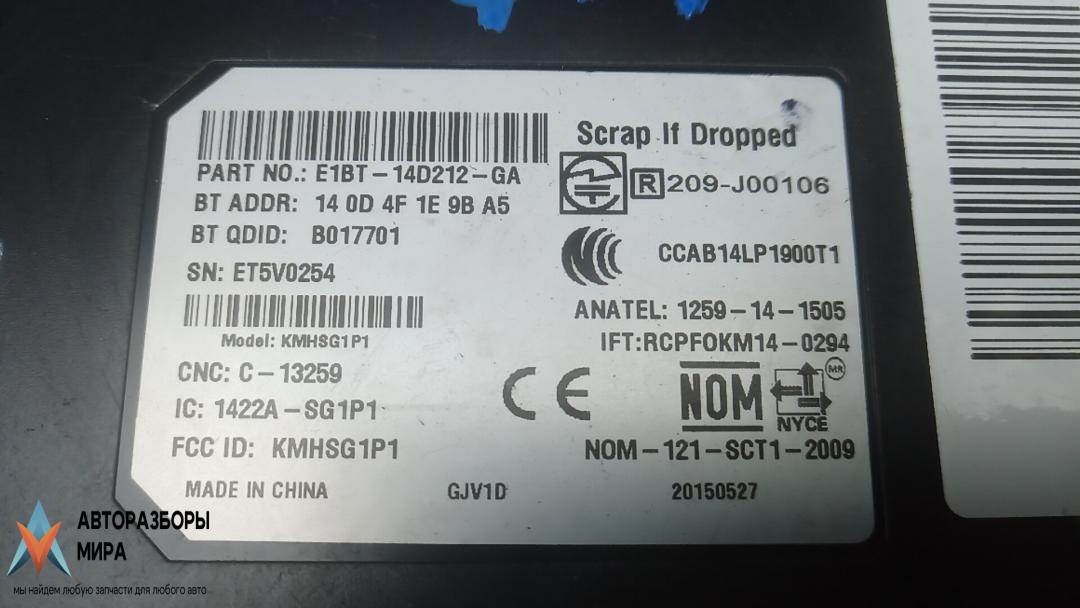 PART NO.: E1BT-14D212-GA
BT ADDR: 14 0D 4F 1E 9B A5
BT QDID: B017701
SN: ET5V0254
Model: KMHSG1P1
CNC: C-13259
IC: 1422A-SG1P1
FCC ID: KMHSG1P1
MADE IN CHINA
GJV1D
20150527
Scrap If Dropped
R 209-J00106
CCAB14LP1900T1
ANATEL: 1259-14-1505
IFT:RCPFOKM14-0294
CE
NOM
MR
NYCE
NOM-121-SCT1-2009
АВТОРАЗБОРЫ
МИРА
мы найдем любую запчасти для любого авто